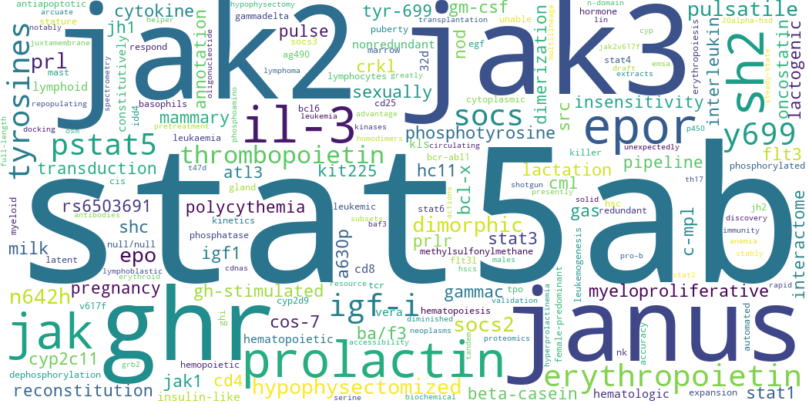 antiapoptotic
arcuate
stature
notably
cytokine
jh1
helper
hypophysectomy
gammadelta
pulse
respond
annotation
oligonucleotide
jak2
socs3
ag490
transplantation
marrow
nonredundant
tyr-699
puberty
gm-csf
hormone
lin
unable
egf
multilineage
jak3
pulsatile
20alpha-hsd
cyp
jak2v617f
draft
extracts
emsa
stat4
erythropoiesis
interleukin
sh2
oncostatin
lactogenic
prl
juxtamembrane
mast
lymphoid
repopulating
spectrometry
constitutively
idd4
basophils
leukaemia
mammary
phosphoamino
lymphoma
lymphocytes
greatly
crkl
32d
nod
cytoplasmic
dimerization
src
insensitivity
tyrosines
full-length
docking
osm
pstat5
pretreatment
il-3
bcl6
leukemia
cd25
kinases
advantage
homodimers
sexually
socs
phosphotyrosine
kls
circulating
epor
unexpectedly
p450
y699
flt3
thrombopoietin
transduction
cis
t47d
gland
atl3
kit225
bcr-abl1
hc11
bcl-x
killer
shotgun
presently
lactation
cml
pipeline
solid
th17
phosphorylated
stat5ab
myeloid
rs6503691
antibodies
shc
polycythemia
kinetics
phosphatase
leukemic
subsets
stat6
baf3
dimorphic
prlr
stat3
methylsulfonylmethane
gas
hsc
redundant
c-mpl
jh2
discovery
immunity
anemia
stably
interactome
milk
latent
null/null
epo
lymphoblastic
erythroid
igf1
cdnas
a630p
cd8
resource
tcr
flt3l
hscs
leukemogenesis
pro-b
stat2
rapid
n642h
pregnancy
v617f
gh-stimulated
cyp2d9
igf-i
vera
diminished
gammac
hematopoiesis
tpo
validation
hyperprolactinemia
female-predominant
myeloproliferative
jak
ghr
ghi
cos-7
hematopoietic
ba/f3
accessibility
neoplasms
socs2
proteomics
tandem
janus
nk
accuracy
automated
cyp2c11
dephosphorylation
hemopoietic
grb2
prolactin
erythropoietin
reconstitution
jak1
cd4
insulin-like
hypophysectomized
serine
biochemical
beta-casein
hematologic
expansion
stat1